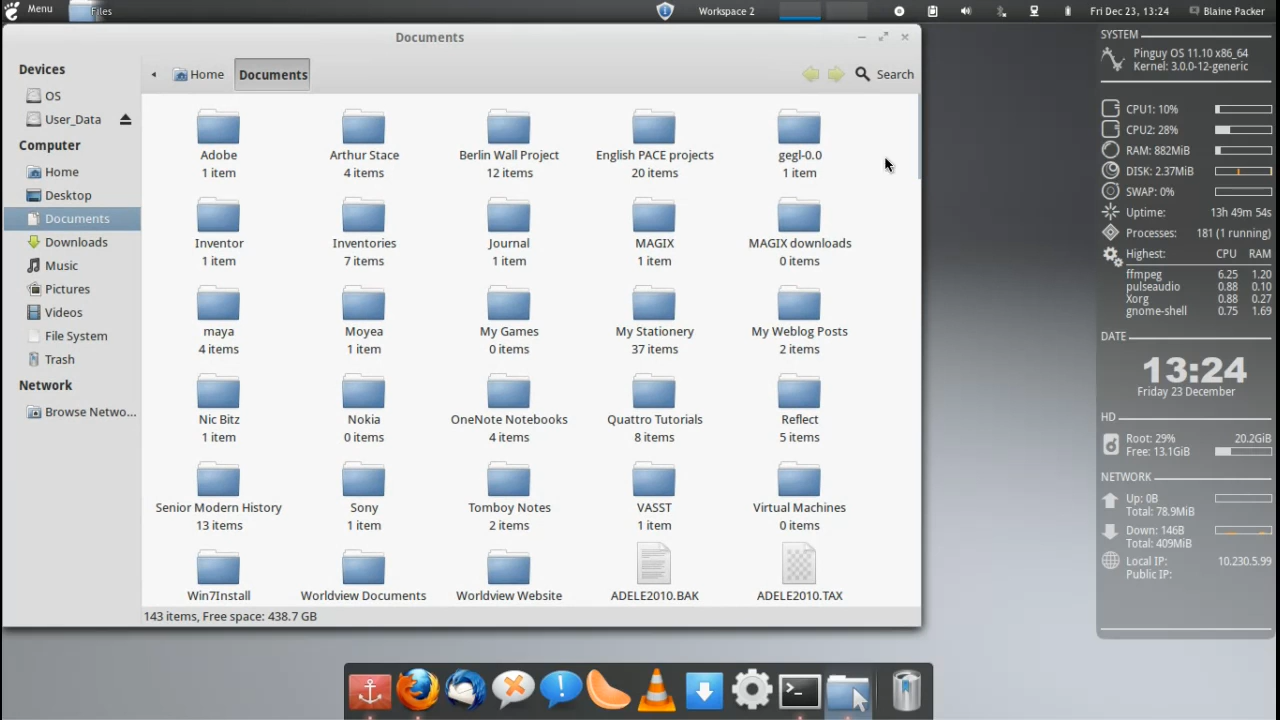 Menu Files Workspace 2 Fri Dec 23, 13:24 Blaine Packer
Documents
Devices
OS
User_Data
Computer
Home
Desktop
Documents
Downloads
Music
Pictures
Videos
File System
Trash
Network
Browse Netwo...
Home Documents Search
Adobe Arthur Stace Berlin Wall Project English PACE projects gegl-0.0
1 item 4 items 12 items 20 items 1 item
Inventor Inventories Journal MAGIX MAGIX downloads
1 item 7 items 1 item 1 item 0 items
maya Moyea My Games My Stationery My Weblog Posts
4 items 1 item 0 items 37 items 2 items
Nic Bitz Nokia OneNote Notebooks Quattro Tutorials Reflect
1 item 0 items 4 items 8 items 5 items
Senior Modern History Sony Tomboy Notes VASST Virtual Machines
13 items 1 item 2 items 1 item 0 items
Win7Install Worldview Documents Worldview Website ADELE2010.BAK ADELE2010.TAX
143 items, Free space: 438.7 GB
SYSTEM
Pinguy OS 11.10 x86_64
Kernel: 3.0.0-12-generic
CPU1: 10%
CPU2: 28%
RAM: 882MiB
DISK: 2.37MiB
SWAP: 0%
Uptime: 13h 49m 54s
Processes: 181 (1 running)
Highest: CPU RAM
ffmpeg 6.25 1.20
pulseaudio 0.88 0.10
Xorg 0.88 0.27
gnome-shell 0.75 1.69
DATE
13:24
Friday 23 December
HD
Root: 29% 20.2GiB
Free: 13.1GiB
NETWORK
Up: 0B
Total: 78.9MiB
Down: 146B
Total: 409MiB
Local IP: 10.230.5.99
Public IP: